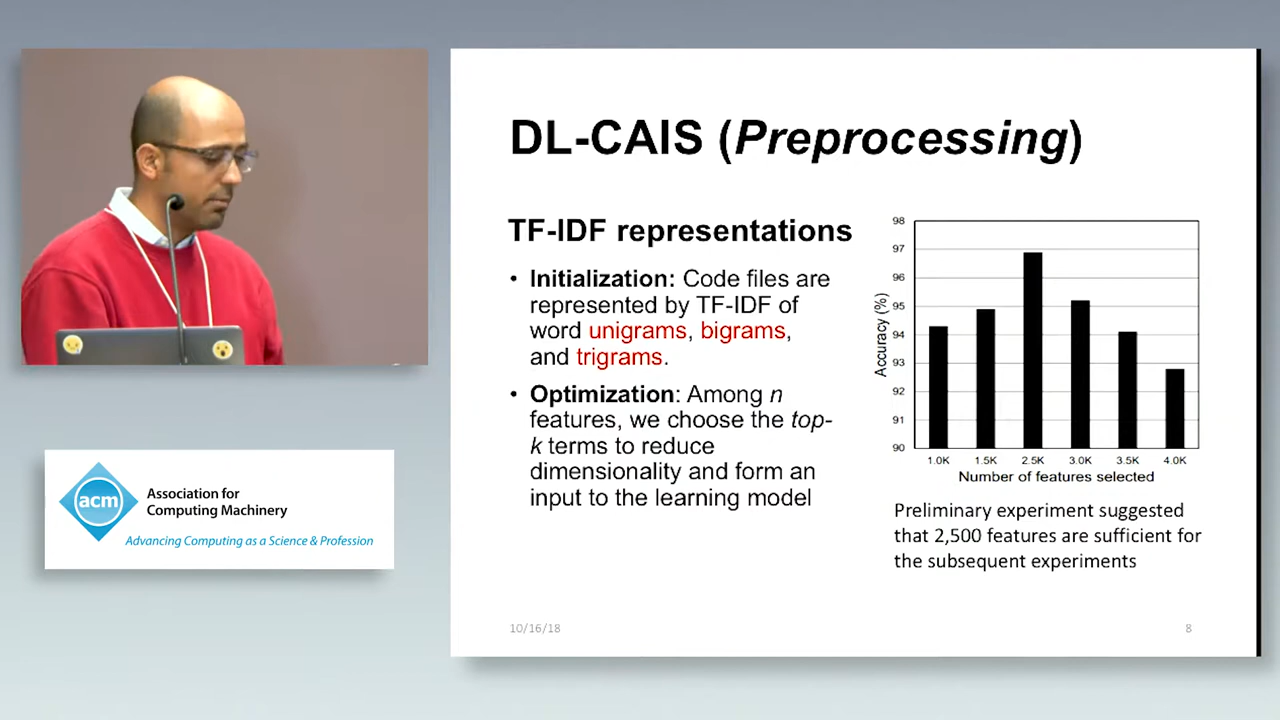 DL-CAIS (Preprocessing)
TF-IDF representations
• Initialization: Code files are
represented by TF-IDF of
word unigrams, bigrams,
and trigrams.
• Optimization: Among n
features, we choose the top-
k terms to reduce
dimensionality and form an
input to the learning model
98
97
96
95
94
93
92
91
90
Accuracy (%)
1.0K 1.5K 2.5K 3.0K 3.5K 4.0K
Number of features selected
Preliminary experiment suggested
that 2,500 features are sufficient for
the subsequent experiments
10/16/18
8
acm
Association for
Computing Machinery
Advancing Computing as a Science & Profession